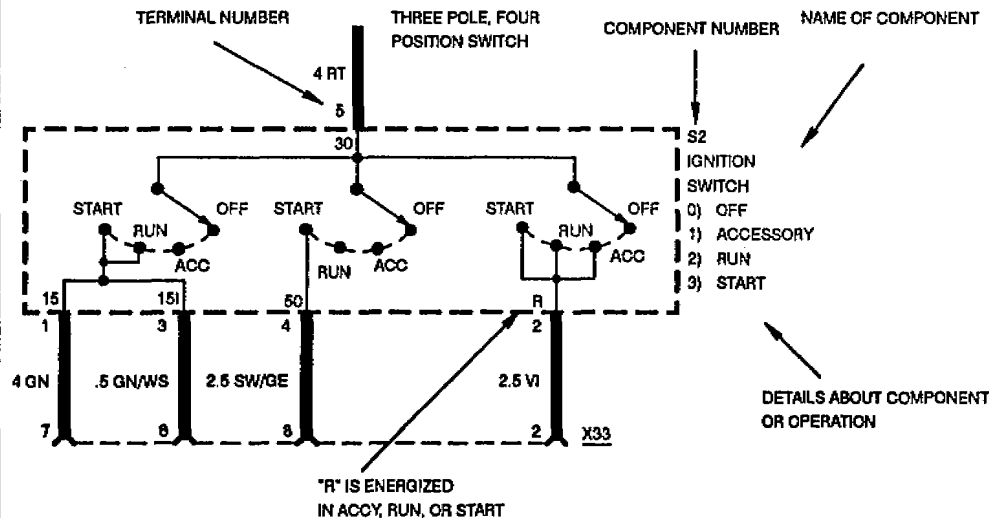 TERMINAL NUMBER
THREE POLE, FOUR
POSITION SWITCH
COMPONENT NUMBER
NAME OF COMPONENT
4 RT
5
30
S2
IGNITION
SWITCH
0) OFF
1) ACCESSORY
2) RUN
3) START
START
RUN
ACC
OFF
START
RUN
ACC
OFF
START
RUN
ACC
OFF
15
15I
50
R
1
3
4
2
4 GN
.5 GN/WS
2.5 SW/GE
2.5 VI
7
6
8
2
X33
DETAILS ABOUT COMPONENT
OR OPERATION
"R" IS ENERGIZED
IN ACCY, RUN, OR START